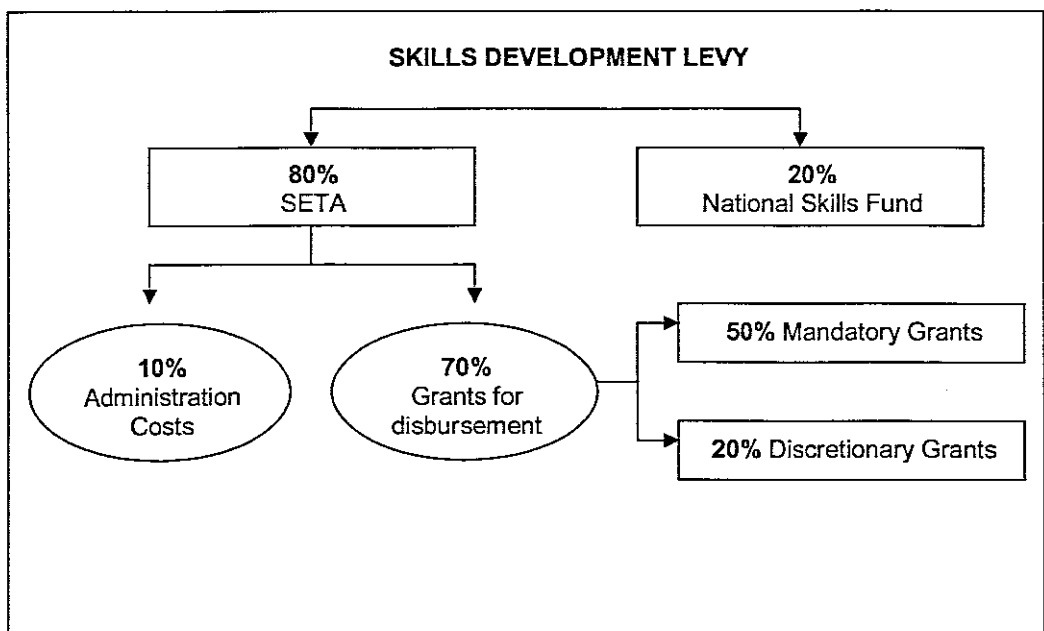 SKILLS DEVELOPMENT LEVY
80%
SETA
20%
National Skills Fund
10%
Administration
Costs
70%
Grants for
disbursement
50% Mandatory Grants
20% Discretionary Grants